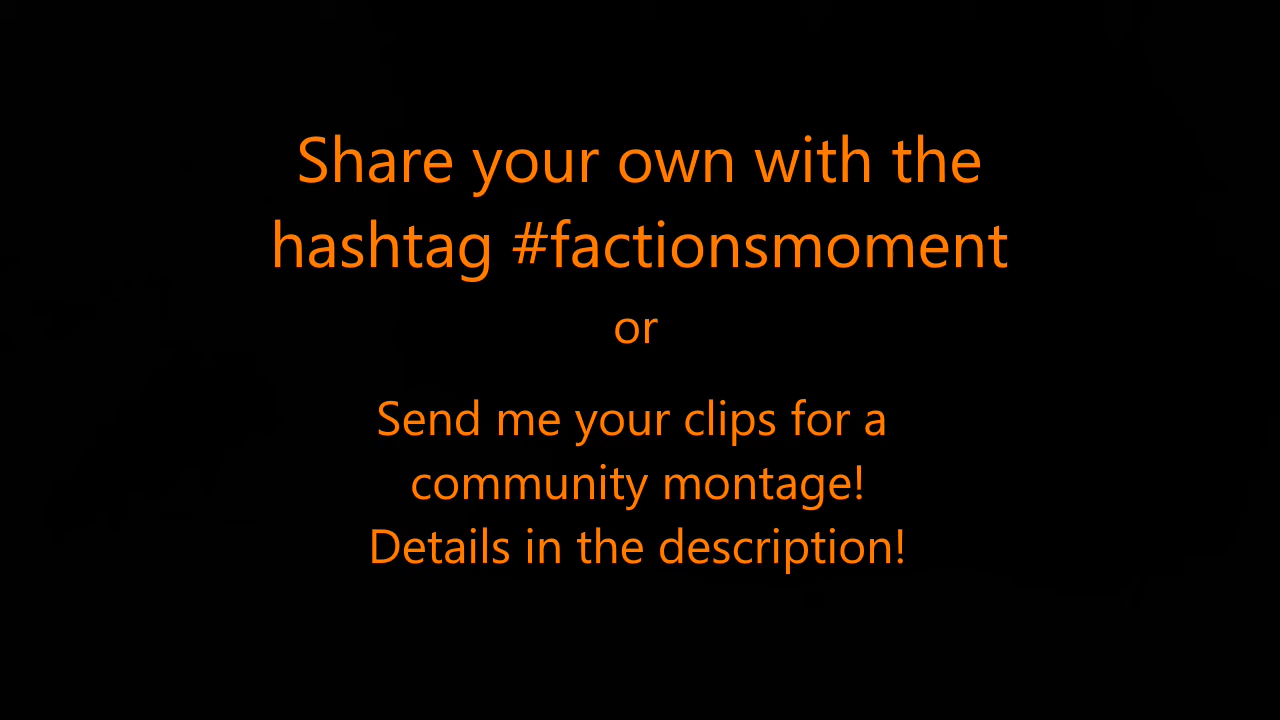 Share your own with the
hashtag #factionsmoment
or
Send me your clips for a
community montage!
Details in the description!